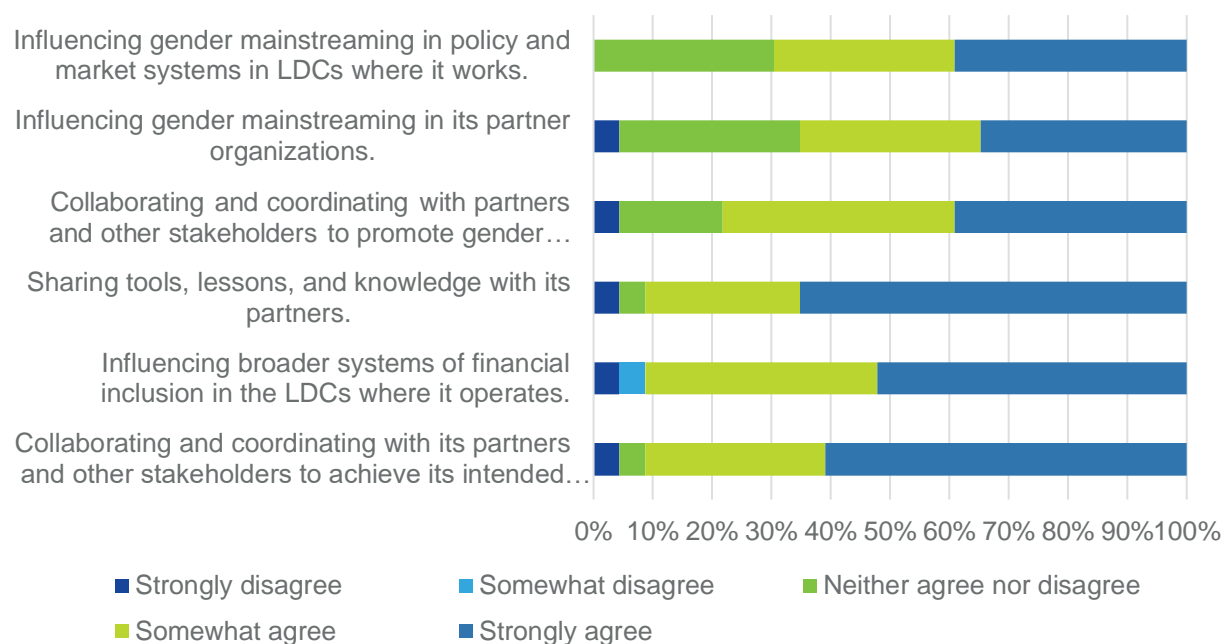 Influencing gender mainstreaming in policy and
market systems in LDCs where it works.
Influencing gender mainstreaming in its partner
organizations.
Collaborating and coordinating with partners
and other stakeholders to promote gender…
Sharing tools, lessons, and knowledge with its
partners.
Influencing broader systems of financial
inclusion in the LDCs where it operates.
Collaborating and coordinating with its partners
and other stakeholders to achieve its intended…
0% 10% 20% 30% 40% 50% 60% 70% 80% 90% 100%
Strongly disagree Somewhat disagree Neither agree nor disagree
Somewhat agree Strongly agree